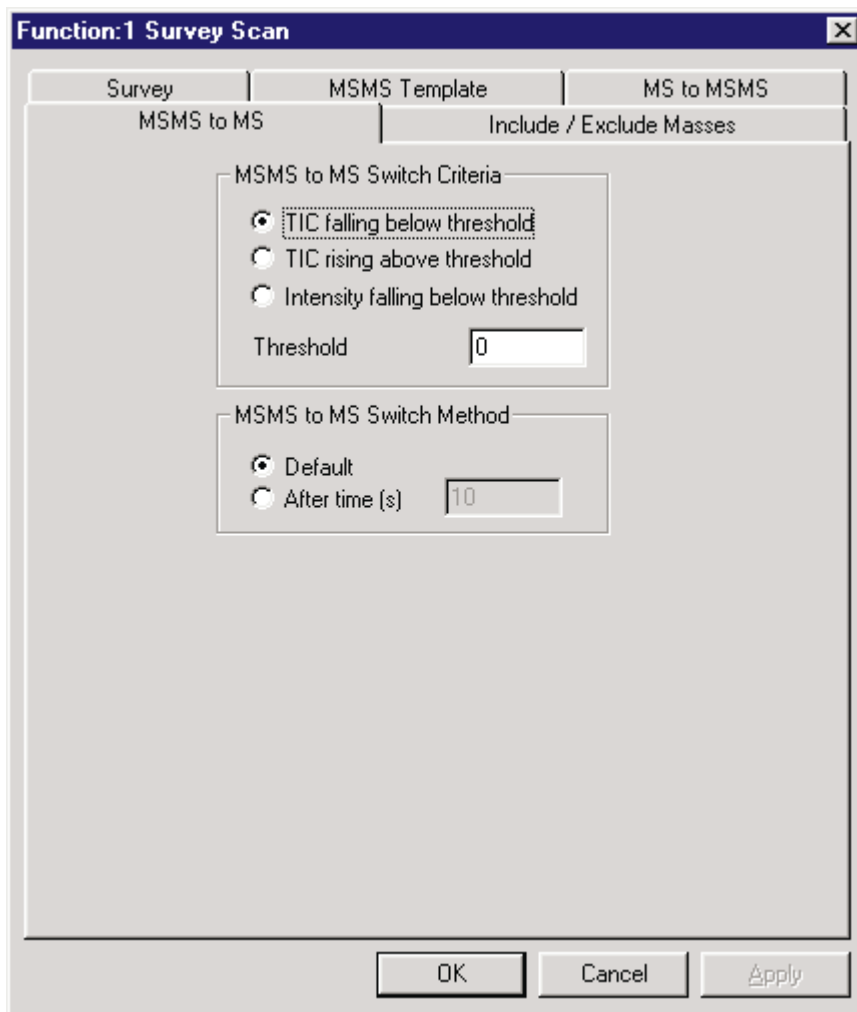 Function:1 Survey Scan
Survey
MSMS Template
MS to MSMS
MSMS to MS
Include / Exclude Masses
MSMS to MS Switch Criteria
TIC falling below threshold
TIC rising above threshold
Intensity falling below threshold
Threshold 0
MSMS to MS Switch Method
Default
After time (s) 10
OK
Cancel
Apply